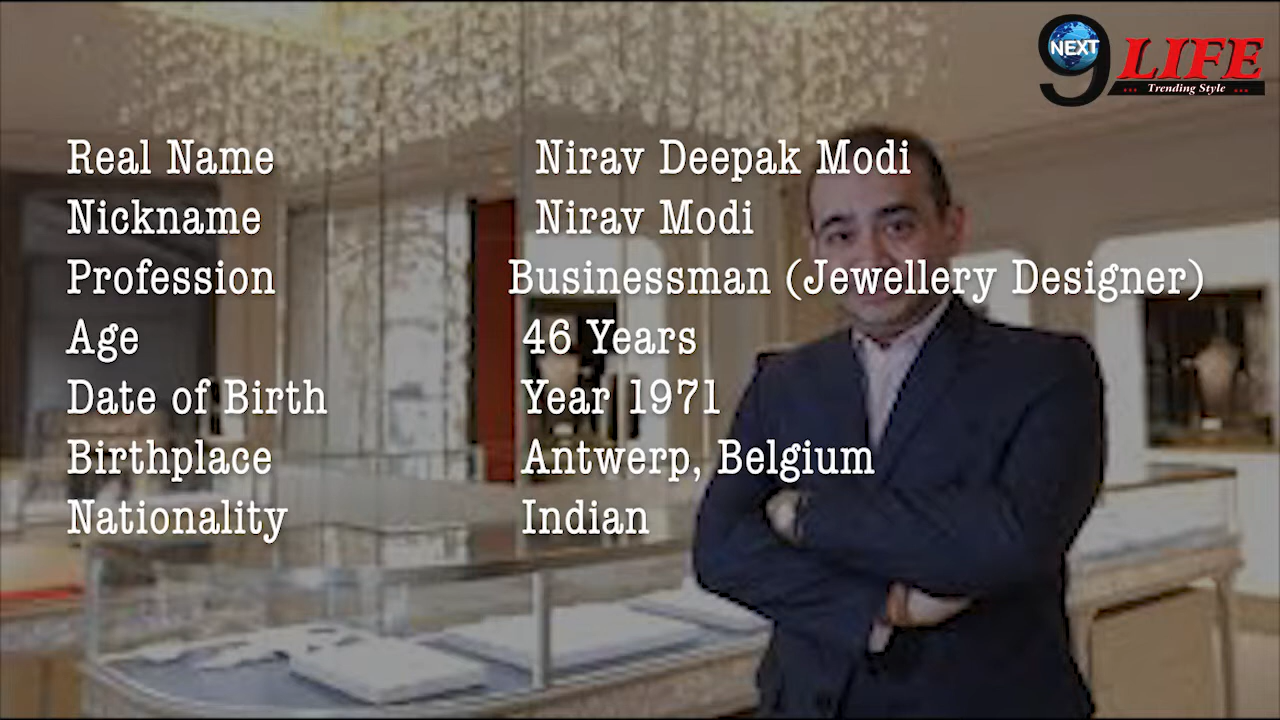 9 NEXT
LIFE
... Trending Style ...
Real Name Nirav Deepak Modi
Nickname Nirav Modi
Profession Businessman (Jewellery Designer)
Age 46 Years
Date of Birth Year 1971
Birthplace Antwerp, Belgium
Nationality Indian